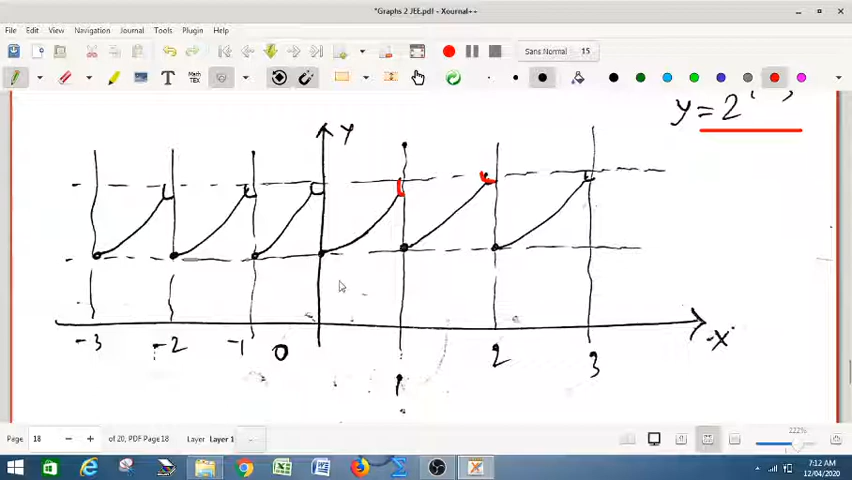 *Graphs 2 JEE.pdf - Xournal++
File Edit View Navigation Journal Tools Plugin Help
Sans Normal 15
T Math TEX
y = 2
Y
-3 -2 -1 0 1 2 3 X
Page 18 of 20, PDF Page 18 Layer Layer 1 222%
7:12 AM
12/04/2020